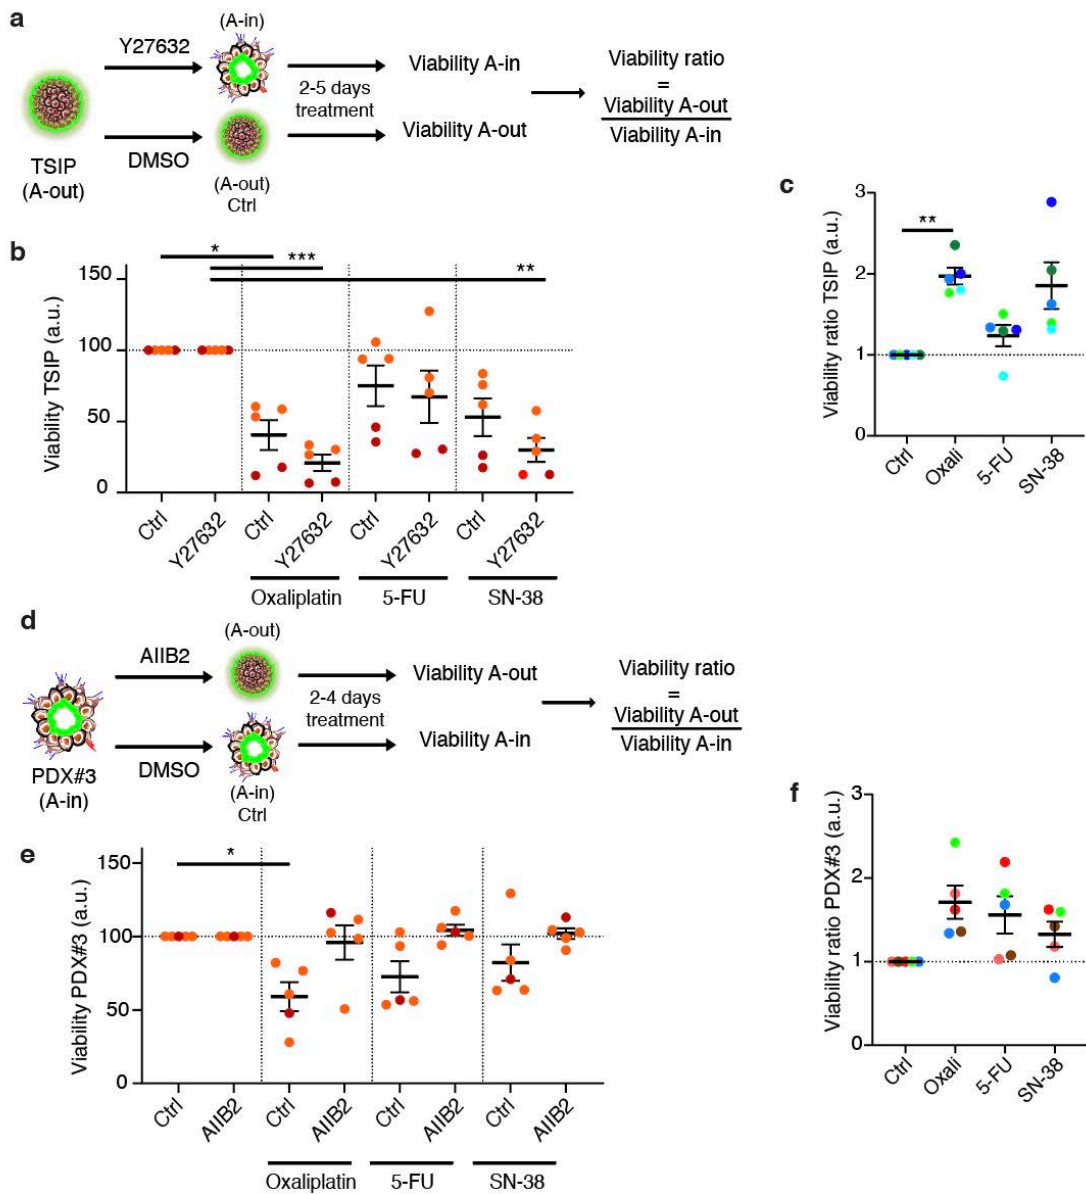 a
Y27632
(A-in)
TSIP
(A-out)
DMSO
(A-out)
Ctrl
2-5 days
treatment
Viability A-in
Viability A-out
Viability ratio
=
Viability A-out
Viability A-in
b
Viability TSIP (a.u.)
150
100
50
0
*
***
**
Ctrl
Y27632
Ctrl
Y27632
Ctrl
Y27632
Ctrl
Y27632
Oxaliplatin
5-FU
SN-38
c
Viability ratio TSIP (a.u.)
3
2
1
0
**
Ctrl
Oxali
5-FU
SN-38
d
AIIB2
(A-out)
PDX#3
(A-in)
DMSO
(A-in)
Ctrl
2-4 days
treatment
Viability A-out
Viability A-in
Viability ratio
=
Viability A-out
Viability A-in
e
Viability PDX#3 (a.u.)
150
100
50
0
*
Ctrl
AIIB2
Ctrl
AIIB2
Ctrl
AIIB2
Ctrl
AIIB2
Oxaliplatin
5-FU
SN-38
f
Viability ratio PDX#3 (a.u.)
3
2
1
0
Ctrl
Oxali
5-FU
SN-38